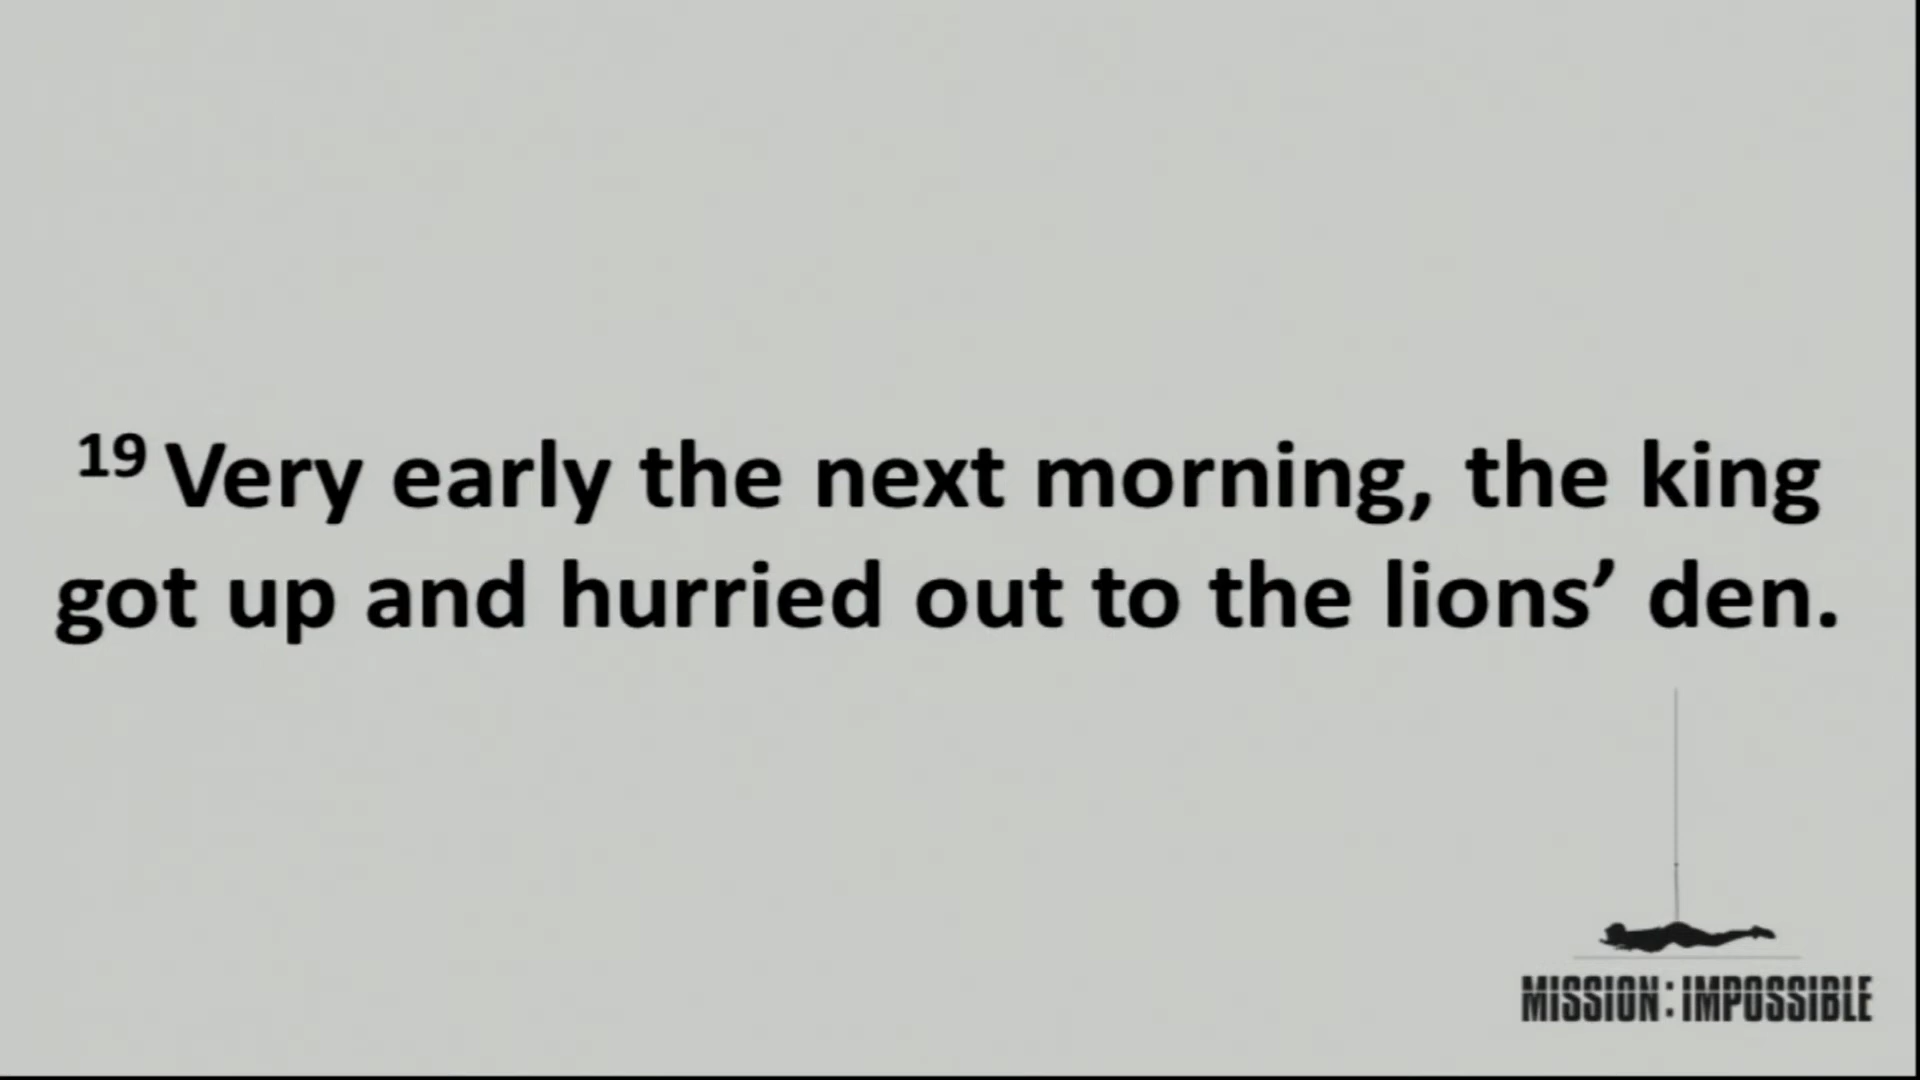 19 Very early the next morning, the king
got up and hurried out to the lions’ den.
MISSION:IMPOSSIBLE